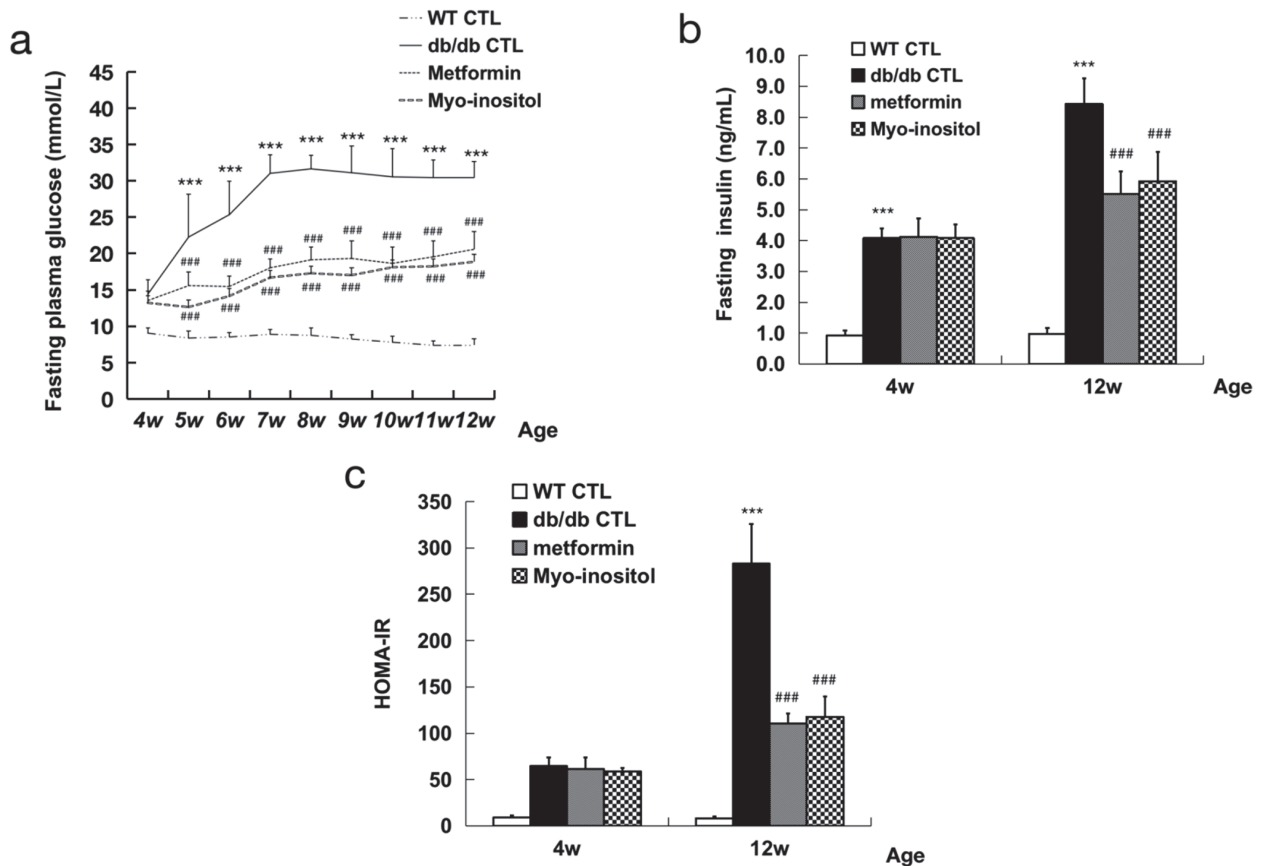 a
WT CTL
db/db CTL
Metformin
Myo-inositol
Fasting plasma glucose (mmol/L)
45
40
35
30
25
20
15
10
5
0
*** *** *** *** *** *** *** ***
### ### ### ### ### ### ### ###
### ### ### ### ### ### ### ###
4w 5w 6w 7w 8w 9w 10w 11w 12w
Age
b
WT CTL
db/db CTL
metformin
Myo-inositol
Fasting insulin (ng/mL)
10.0
9.0
8.0
7.0
6.0
5.0
4.0
3.0
2.0
1.0
0.0
***
***
###
###
4w 12w Age
c
WT CTL
db/db CTL
metformin
Myo-inositol
HOMA-IR
350
300
250
200
150
100
50
0
***
###
###
4w 12w Age